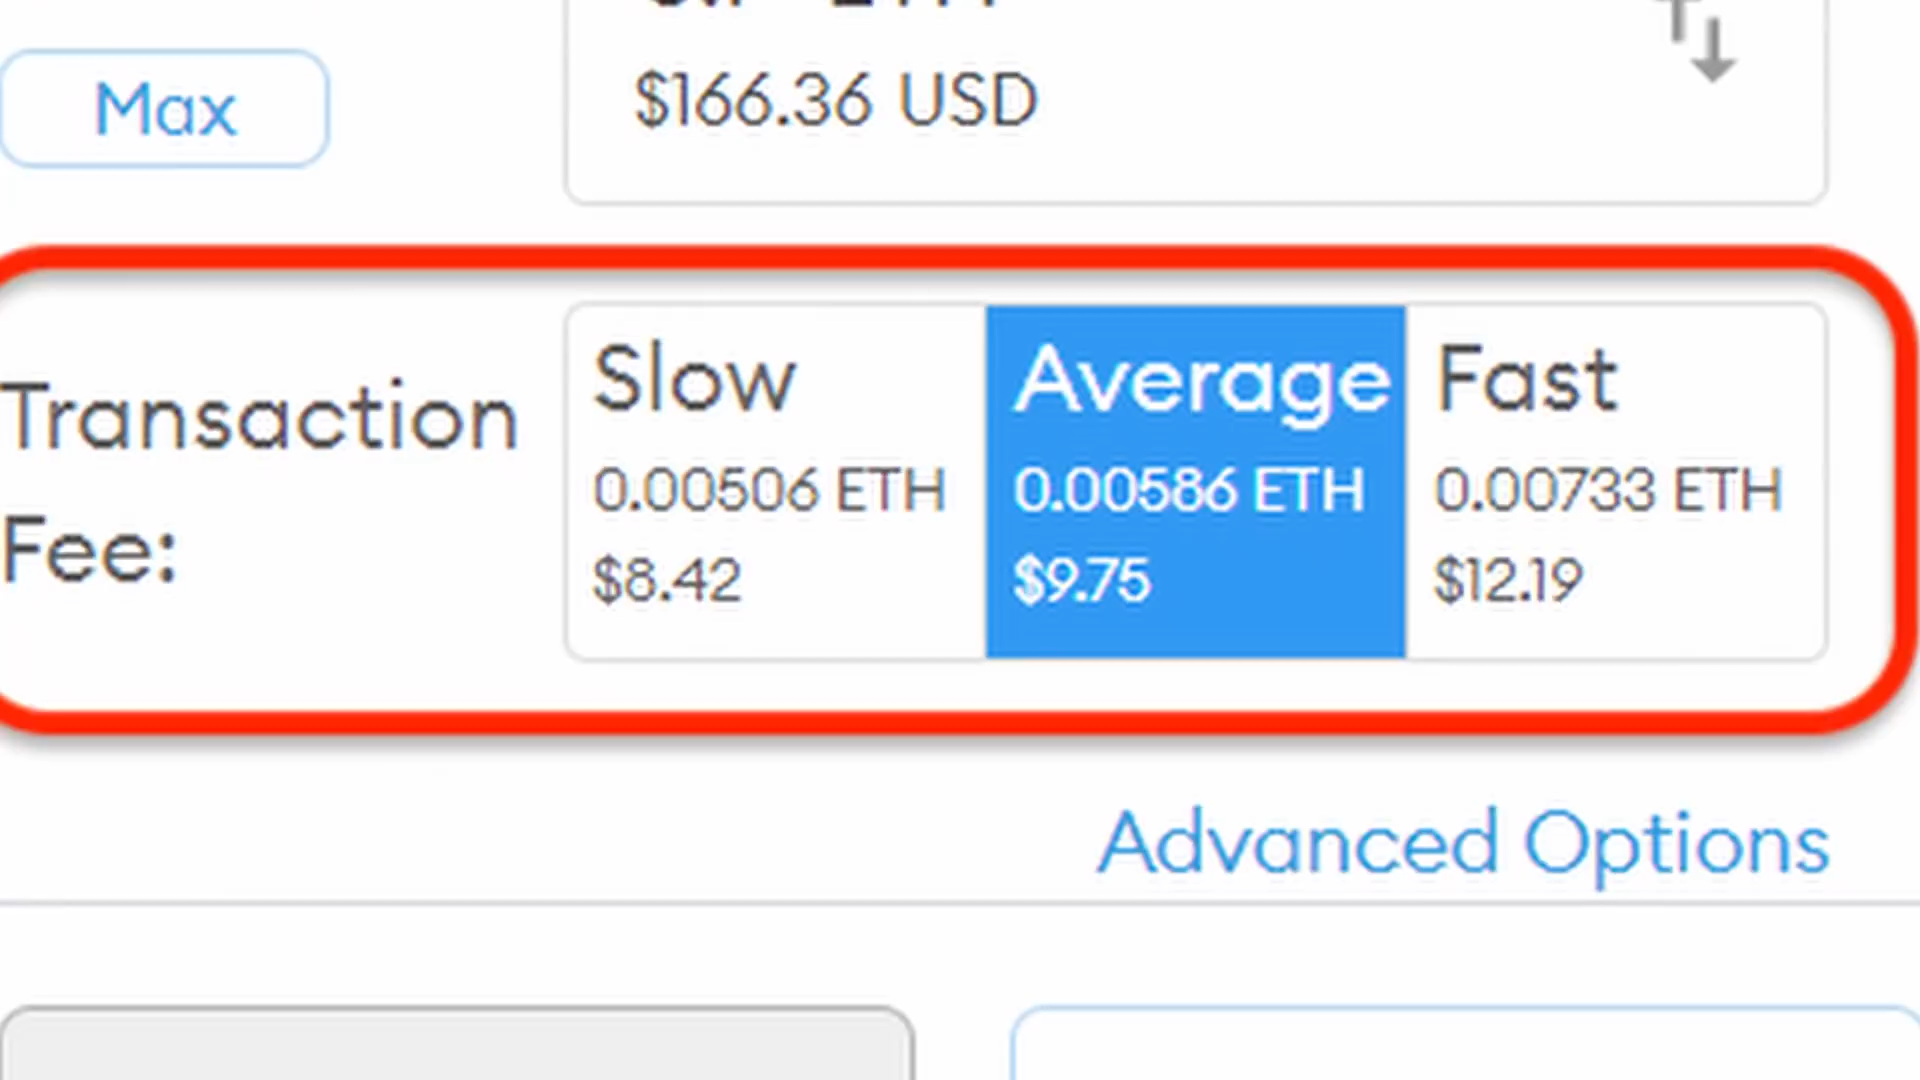 $166.36 USD
Max
Transaction
Fee:
Slow
0.00506 ETH
$8.42
Average
0.00586 ETH
$9.75
Fast
0.00733 ETH
$12.19
Advanced Options